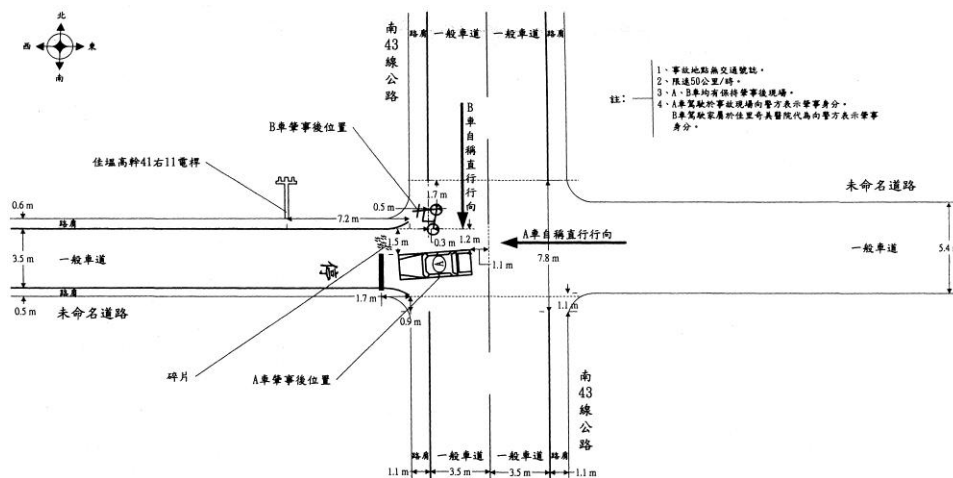 北
西
東
南
南43線公路
路肩
一般車道
一般車道
路肩
註:
1、事故地點無交通號誌。
2、限速50公里/時。
3、A、B車均有保持肇事後現場。
4、A車駕駛於事故現場向警方表示肇事身分。
B車駕駛家屬於佳里奇美醫院代為向警方表示肇事
身分。
B車自稱直行行向
B車肇事後位置
佳塭高幹41右11電桿
未命名道路
1.7 m
0.5 m
0.6 m
7.2 m
路肩
0.3 m
1.2 m
1.5 m
A車自稱直行行向
3.5 m
一般車道
停
A
1.1 m
7.8 m
一般車道
5.4 m
路肩
0.5 m
未命名道路
1.7 m
0.9 m
1.1 m
碎片
A車肇事後位置
南43線公路
路肩
一般車道
一般車道
路肩
1.1 m
3.5 m
3.5 m
1.1 m